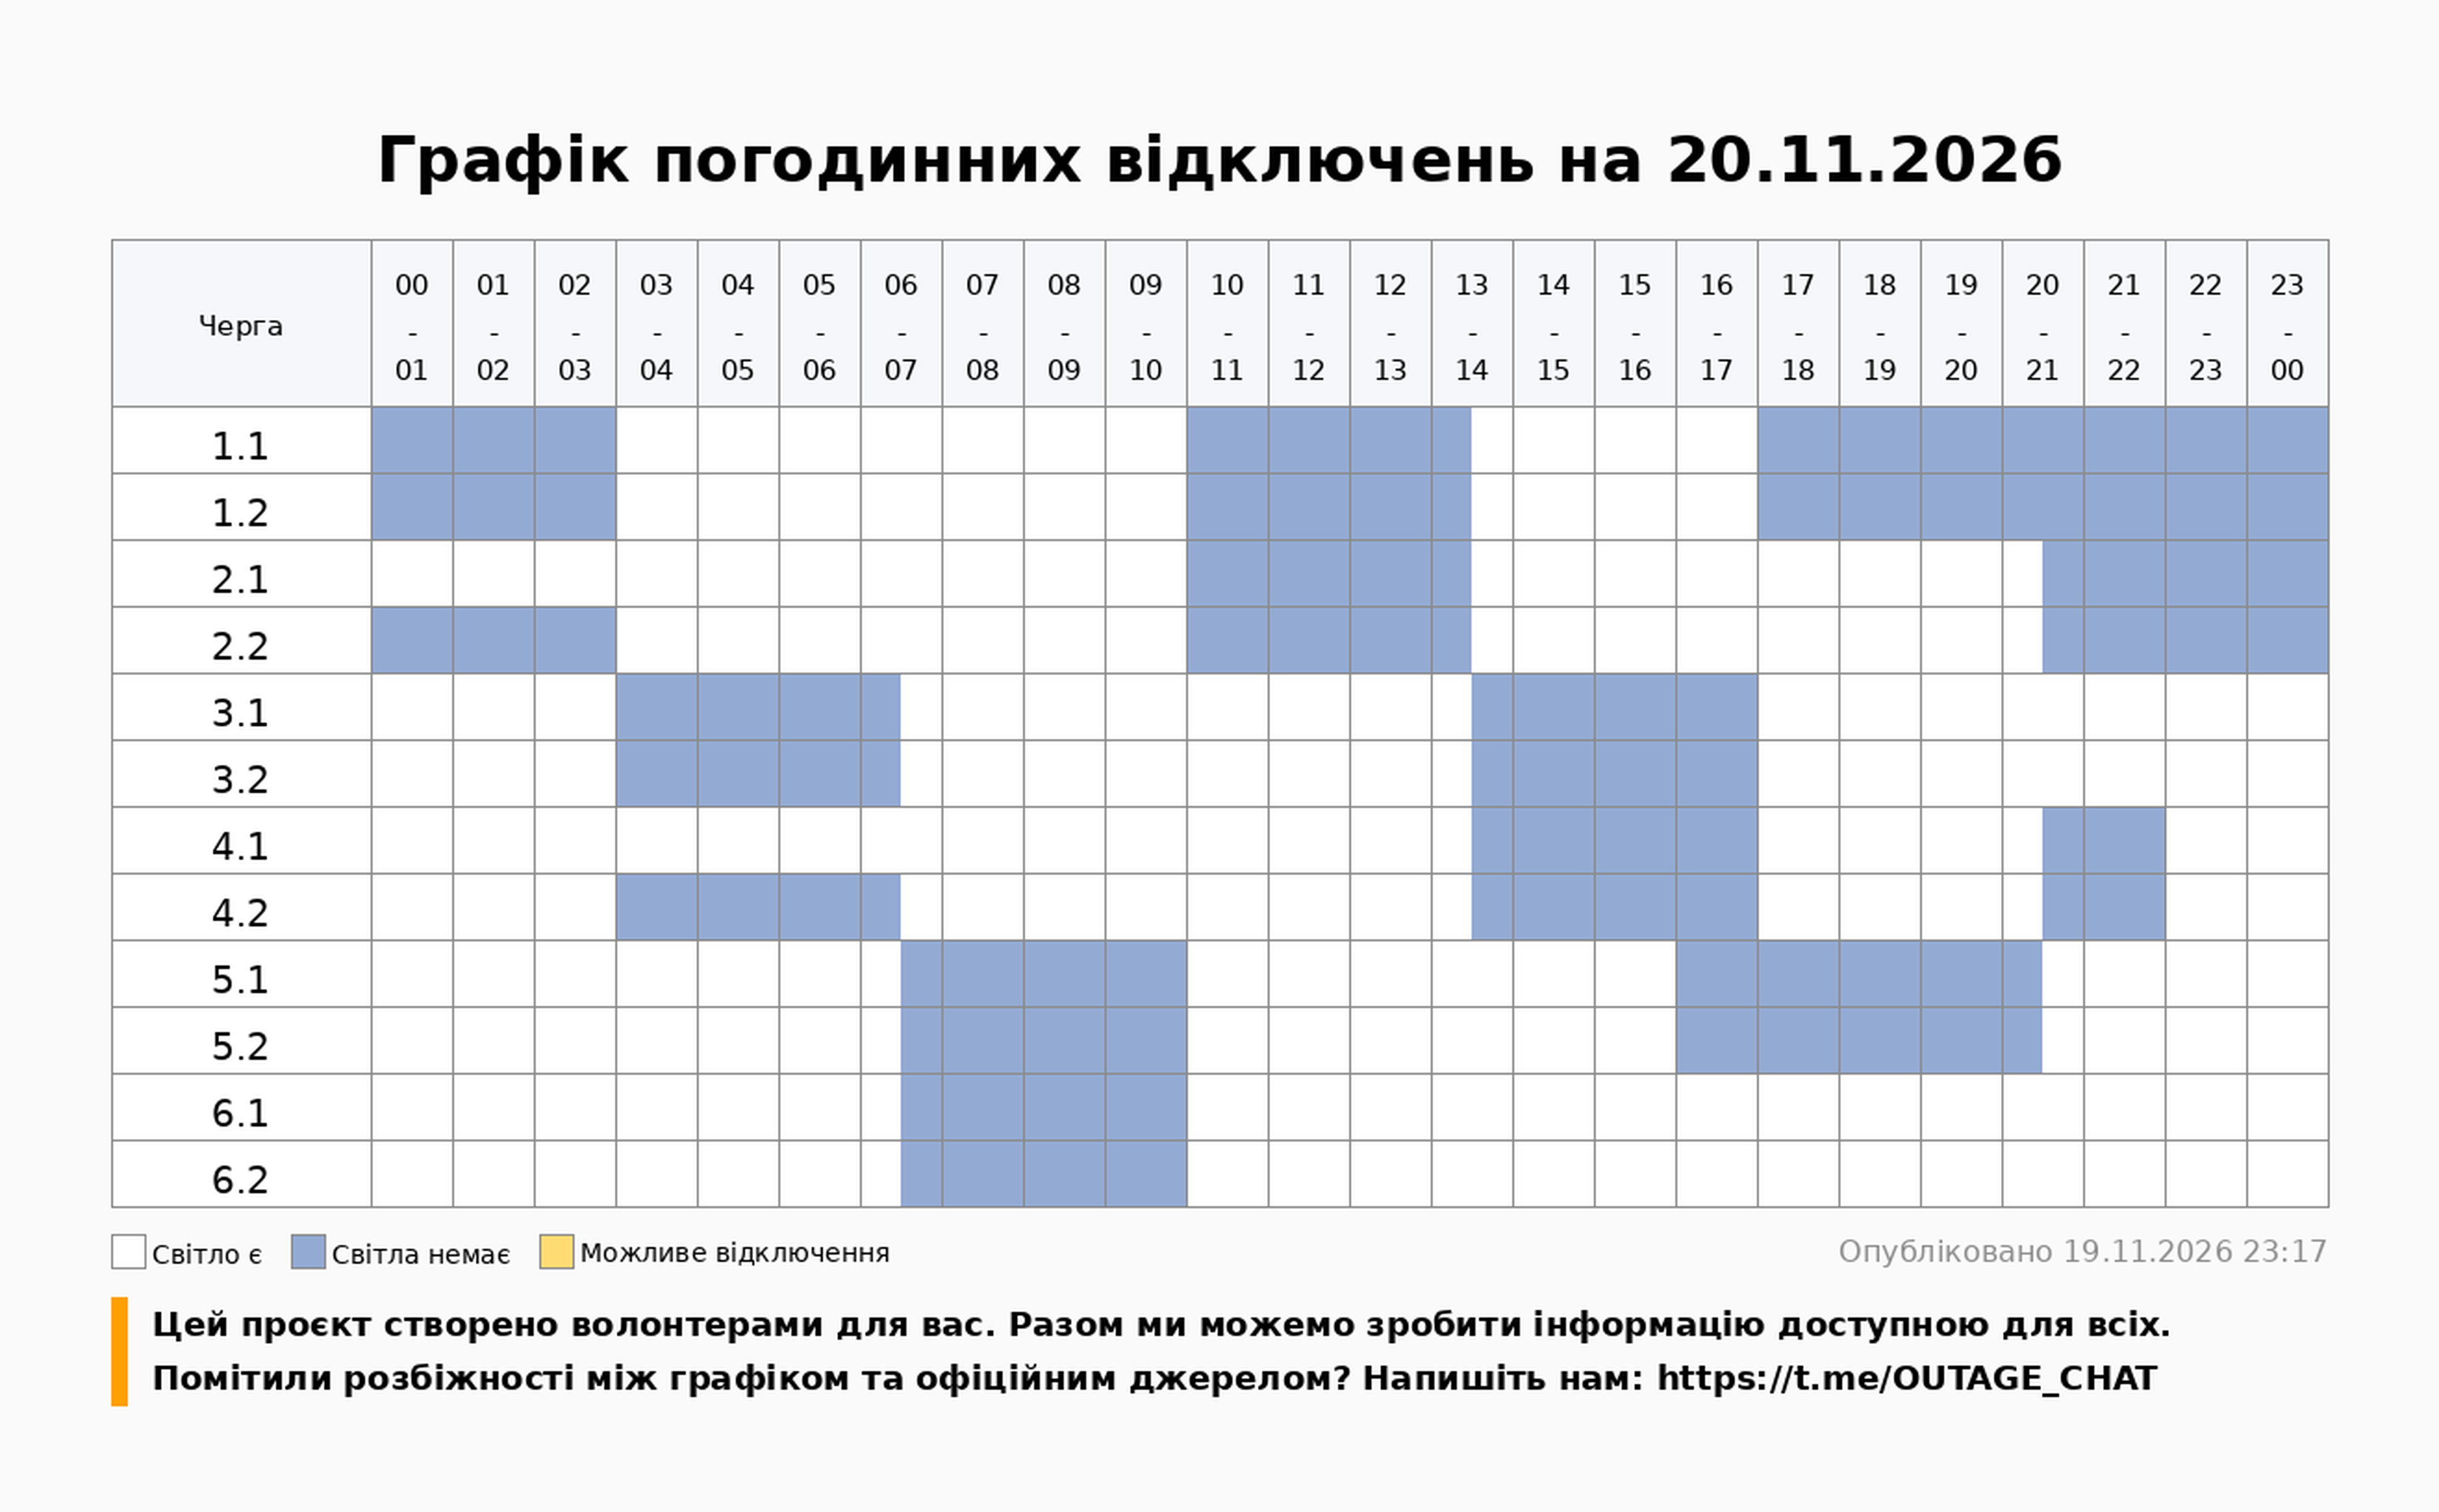 Графік погодинних відключень на 20.11.2026
Черга
00 - 01
01 - 02
02 - 03
03 - 04
04 - 05
05 - 06
06 - 07
07 - 08
08 - 09
09 - 10
10 - 11
11 - 12
12 - 13
13 - 14
14 - 15
15 - 16
16 - 17
17 - 18
18 - 19
19 - 20
20 - 21
21 - 22
22 - 23
23 - 00
1.1
1.2
2.1
2.2
3.1
3.2
4.1
4.2
5.1
5.2
6.1
6.2
Світло є
Світла немає
Можливе відключення
Опубліковано 19.11.2026 23:17
Цей проєкт створено волонтерами для вас. Разом ми можемо зробити інформацію доступною для всіх.
Помітили розбіжності між графіком та офіційним джерелом? Напишіть нам: https://t.me/OUTAGE_CHAT